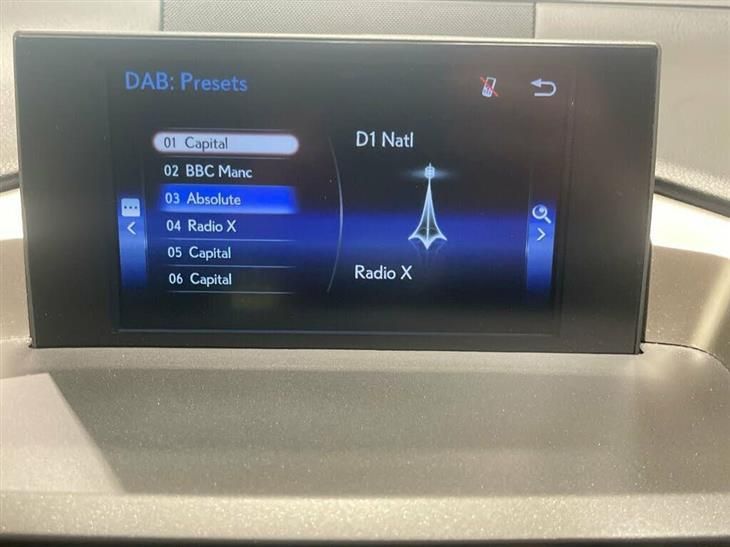 DAB: Presets
01 Capital
02 BBC Manc
03 Absolute
04 Radio X
05 Capital
06 Capital
D1 Natl
Radio X